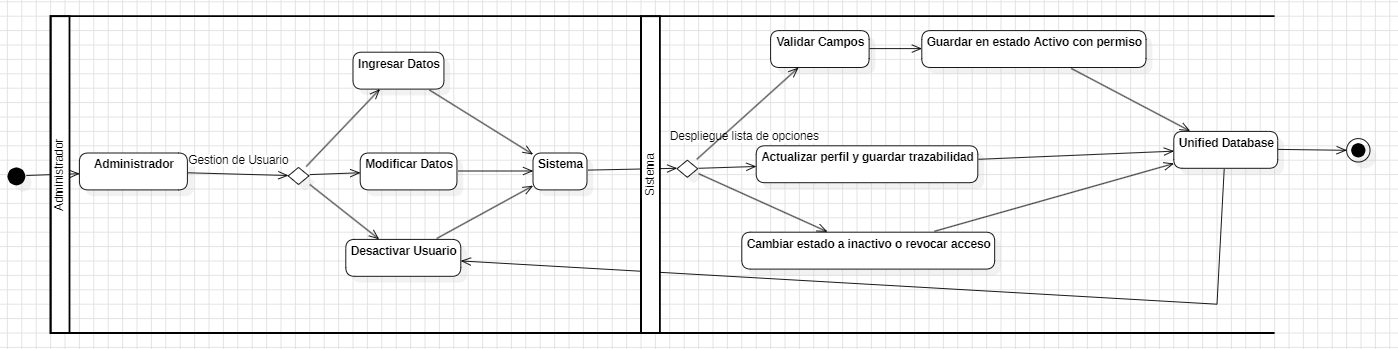 Administrador
Administrador
Gestion de Usuario
Ingresar Datos
Modificar Datos
Desactivar Usuario
Sistema
Sistema
Despliegue lista de opciones
Validar Campos
Guardar en estado Activo con permiso
Actualizar perfil y guardar trazabilidad
Cambiar estado a inactivo o revocar acceso
Unified Database